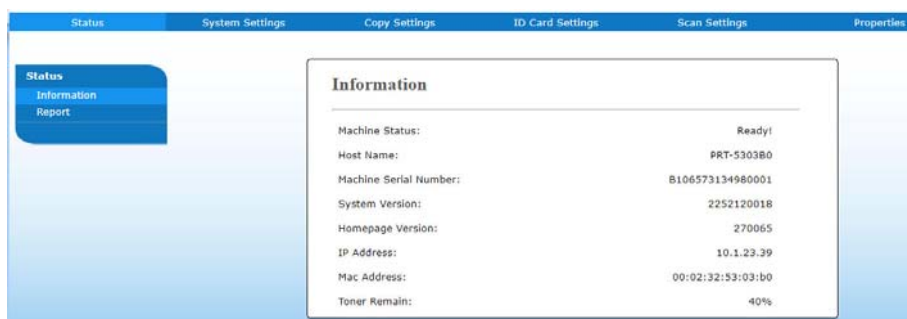 Status System Settings Copy Settings ID Card Settings Scan Settings Properties
Status
Information
Report
Information
Machine Status: Ready!
Host Name: PRT-5303B0
Machine Serial Number: B106573134980001
System Version: 2252120018
Homepage Version: 270065
IP Address: 10.1.23.39
Mac Address: 00:02:32:53:03:b0
Toner Remain: 40%